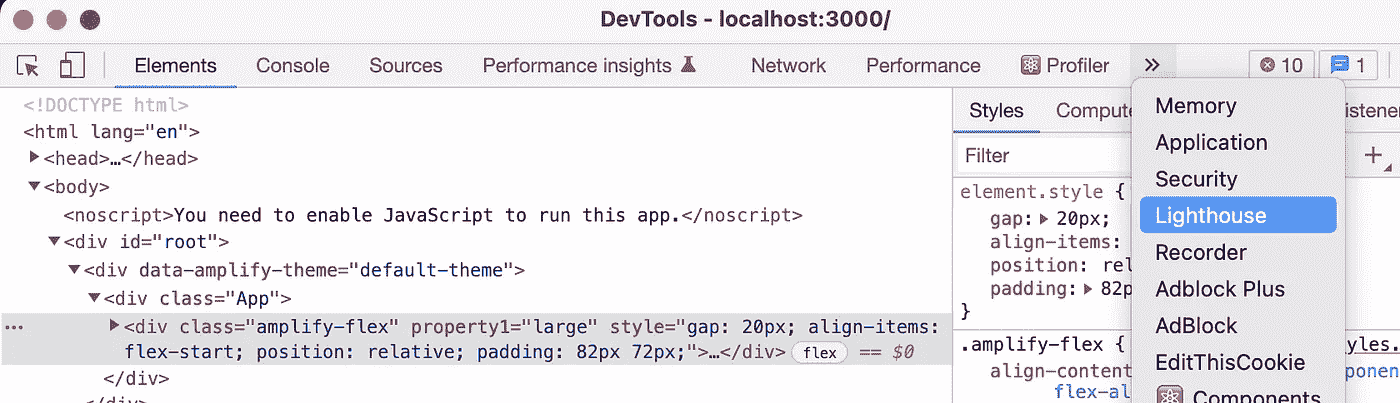 DevTools - localhost:3000/
Elements Console Sources Performance insights Network Performance Profiler » 10 1
<!DOCTYPE html>
<html lang="en">
<head>…</head>
<body>
<noscript>You need to enable JavaScript to run this app.</noscript>
<div id="root">
<div data-amplify-theme="default-theme">
<div class="App">
<div class="amplify-flex" property1="large" style="gap: 20px; align-items:
flex-start; position: relative; padding: 82px 72px;">…</div> flex == $0
</div>
</div>
Styles Compute istener
Filter
element.style {
gap: 20px;
align-items:
position: rel
padding: 82p
}
.amplify-flex { yles.
align-content ponen
flex-al
Memory
Application
Security
Lighthouse
Recorder
Adblock Plus
AdBlock
EditThisCookie
Components